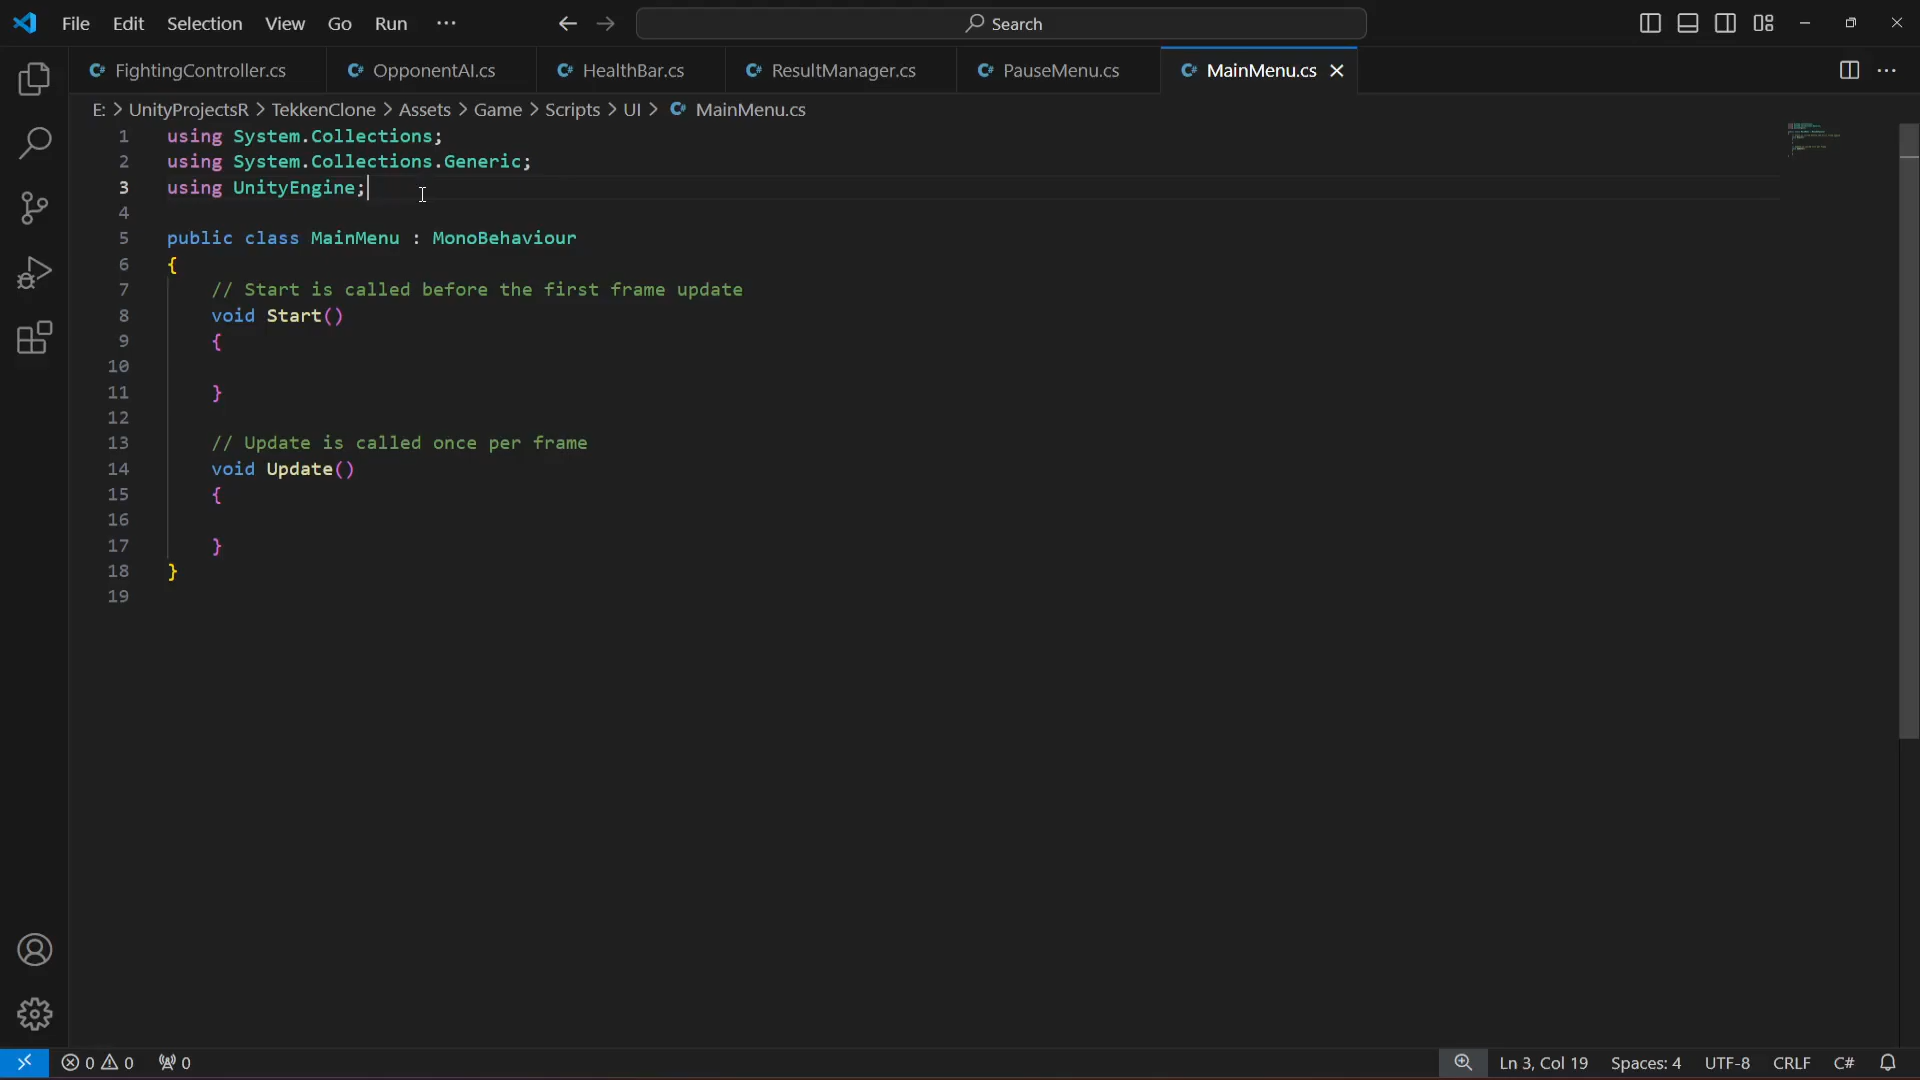 File Edit Selection View Go Run ··· Search
FightingController.cs OpponentAI.cs HealthBar.cs ResultManager.cs PauseMenu.cs MainMenu.cs
E: > UnityProjectsR > TekkenClone > Assets > Game > Scripts > UI > MainMenu.cs
1 using System.Collections;
2 using System.Collections.Generic;
3 using UnityEngine;
4
5 public class MainMenu : MonoBehaviour
6 {
7 // Start is called before the first frame update
8 void Start()
9 {
10
11 }
12
13 // Update is called once per frame
14 void Update()
15 {
16
17 }
18 }
19
0 0 0 Ln 3, Col 19 Spaces: 4 UTF-8 CRLF C#